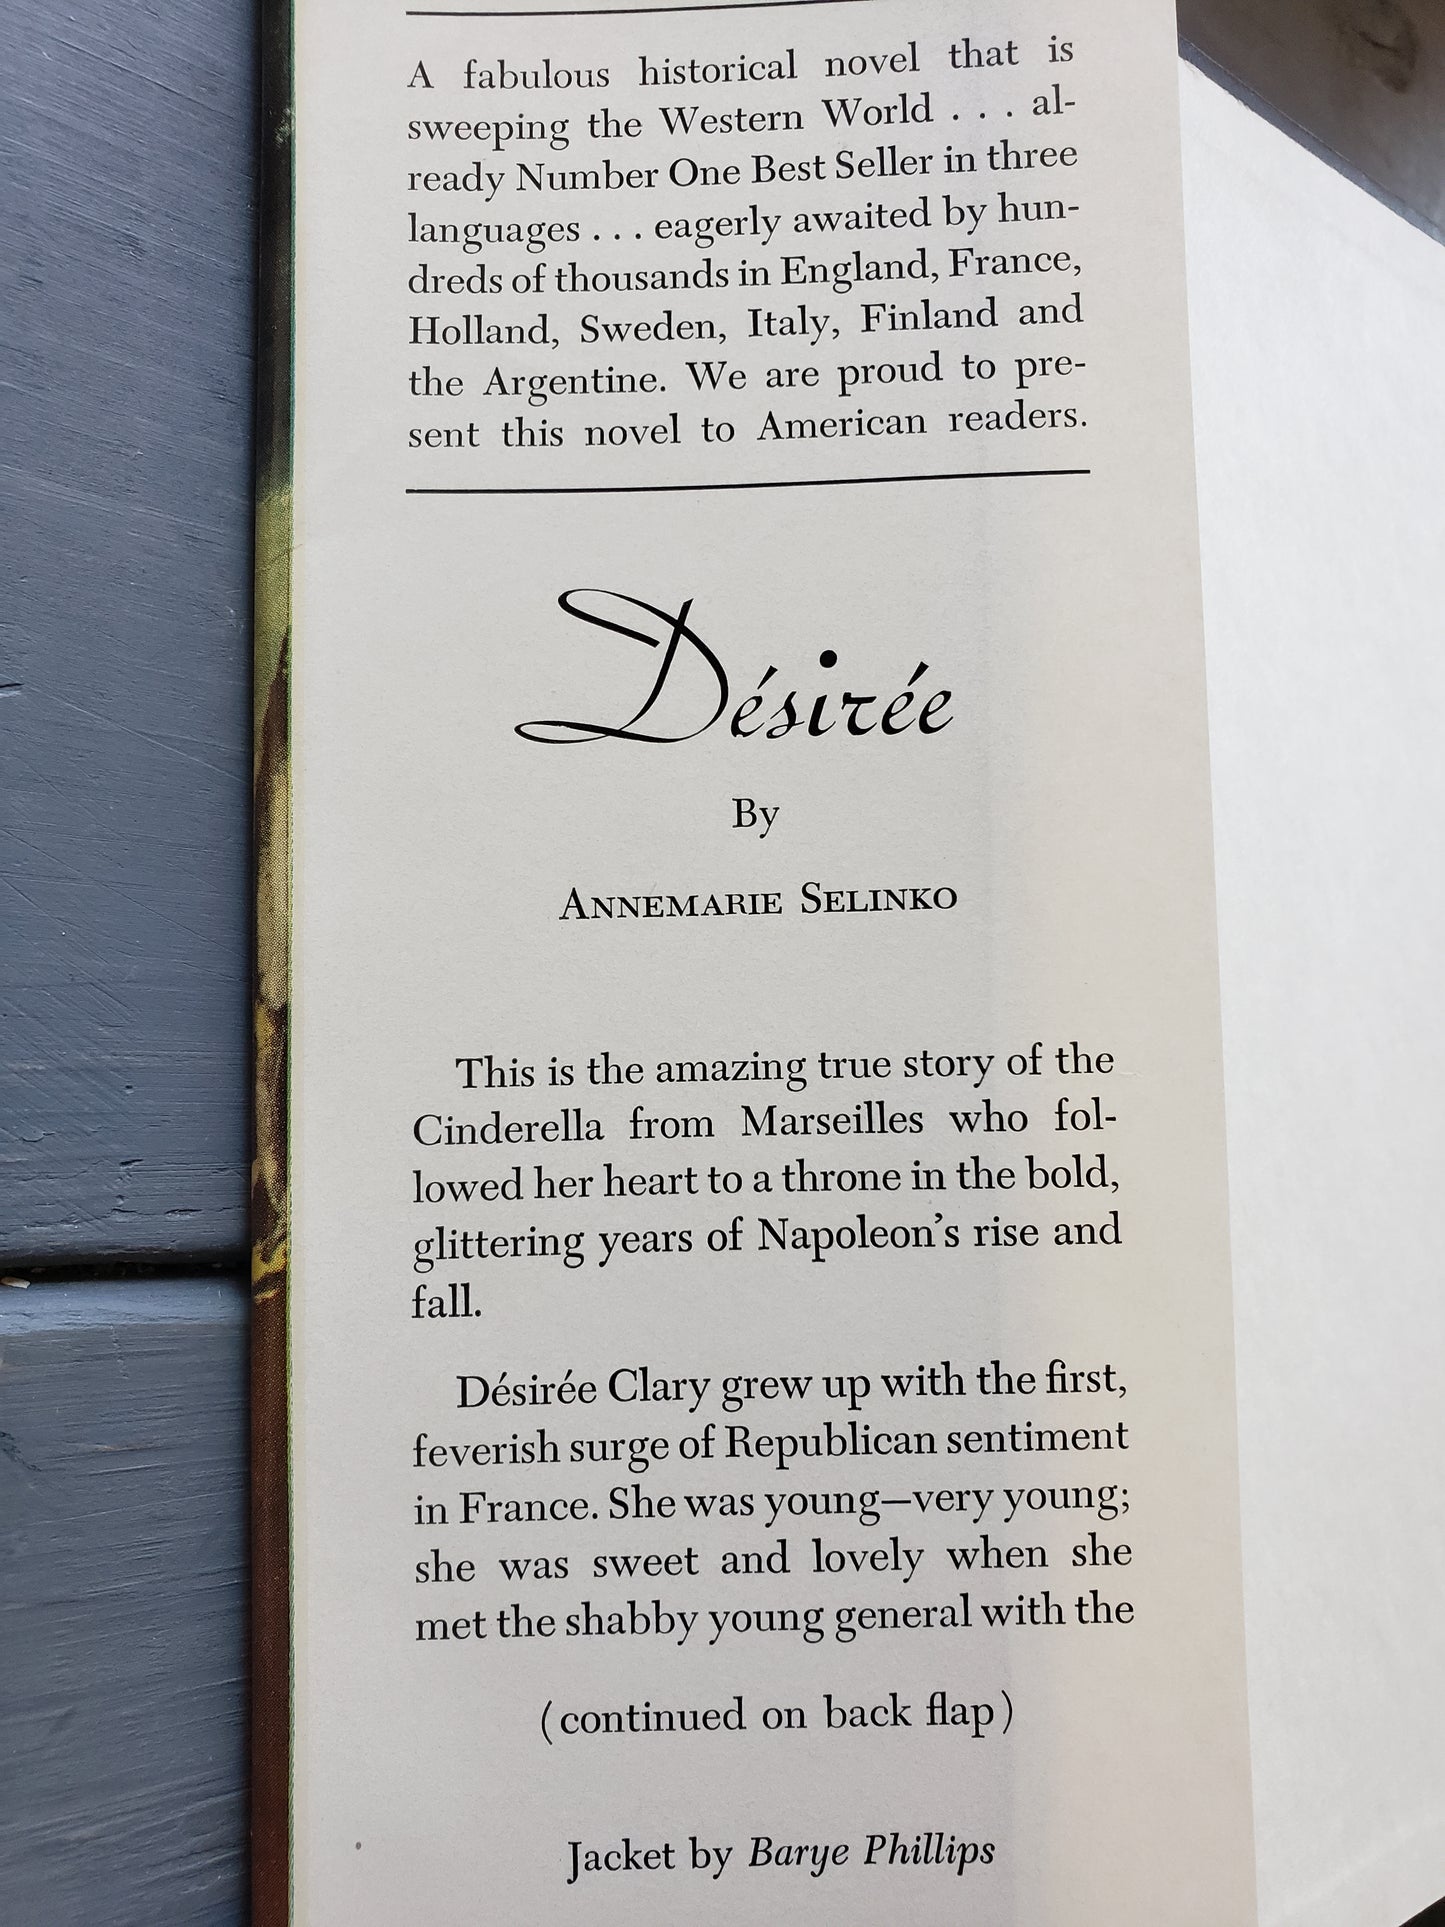 A fabulous historical novel that is
sweeping the Western World . . . al-
ready Number One Best Seller in three
languages . . . eagerly awaited by hun-
dreds of thousands in England, France,
Holland, Sweden, Italy, Finland and
the Argentine. We are proud to pre-
sent this novel to American readers.
Désirée
By
ANNEMARIE SELINKO
This is the amazing true story of the
Cinderella from Marseilles who fol-
lowed her heart to a throne in the bold,
glittering years of Napoleon's rise and
fall.
Désirée Clary grew up with the first,
feverish surge of Republican sentiment
in France. She was young—very young;
she was sweet and lovely when she
met the shabby young general with the
(continued on back flap)
Jacket by Barye Phillips